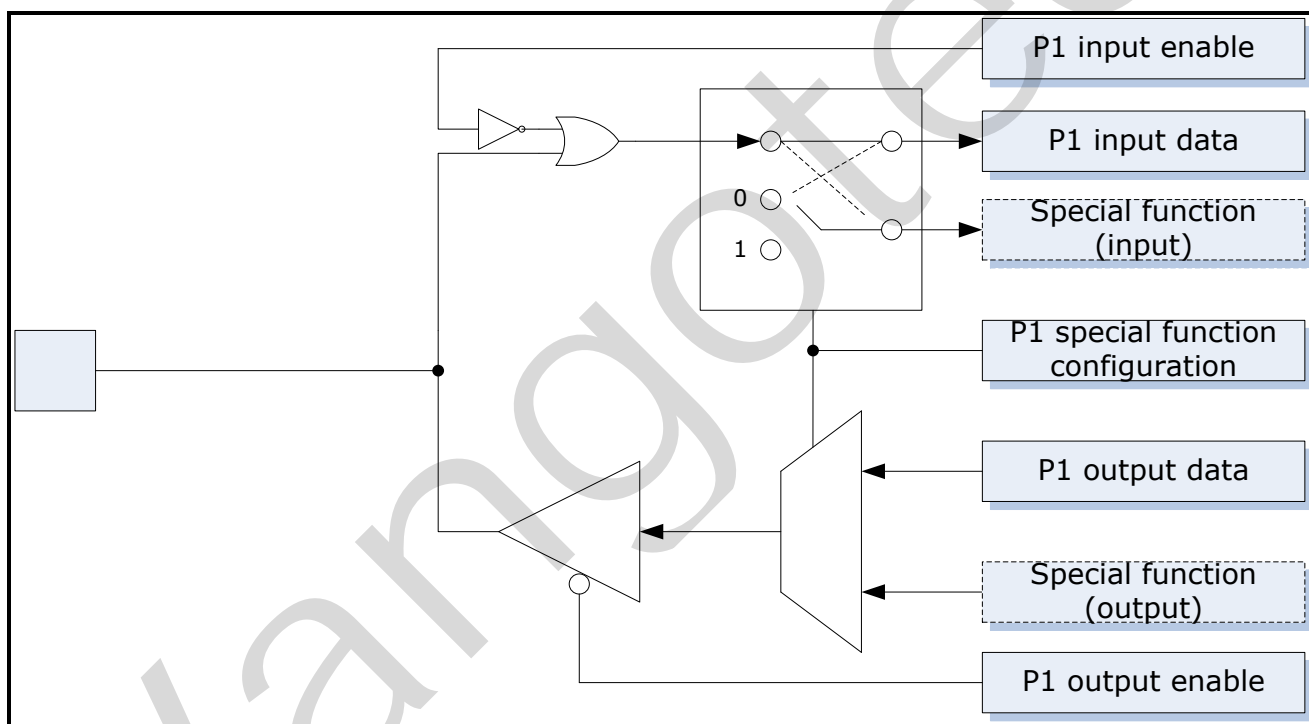 P1 input enable
P1 input data
0
Special function
(input)
1
P1 special function
configuration
P1 output data
Special function
(output)
P1 output enable